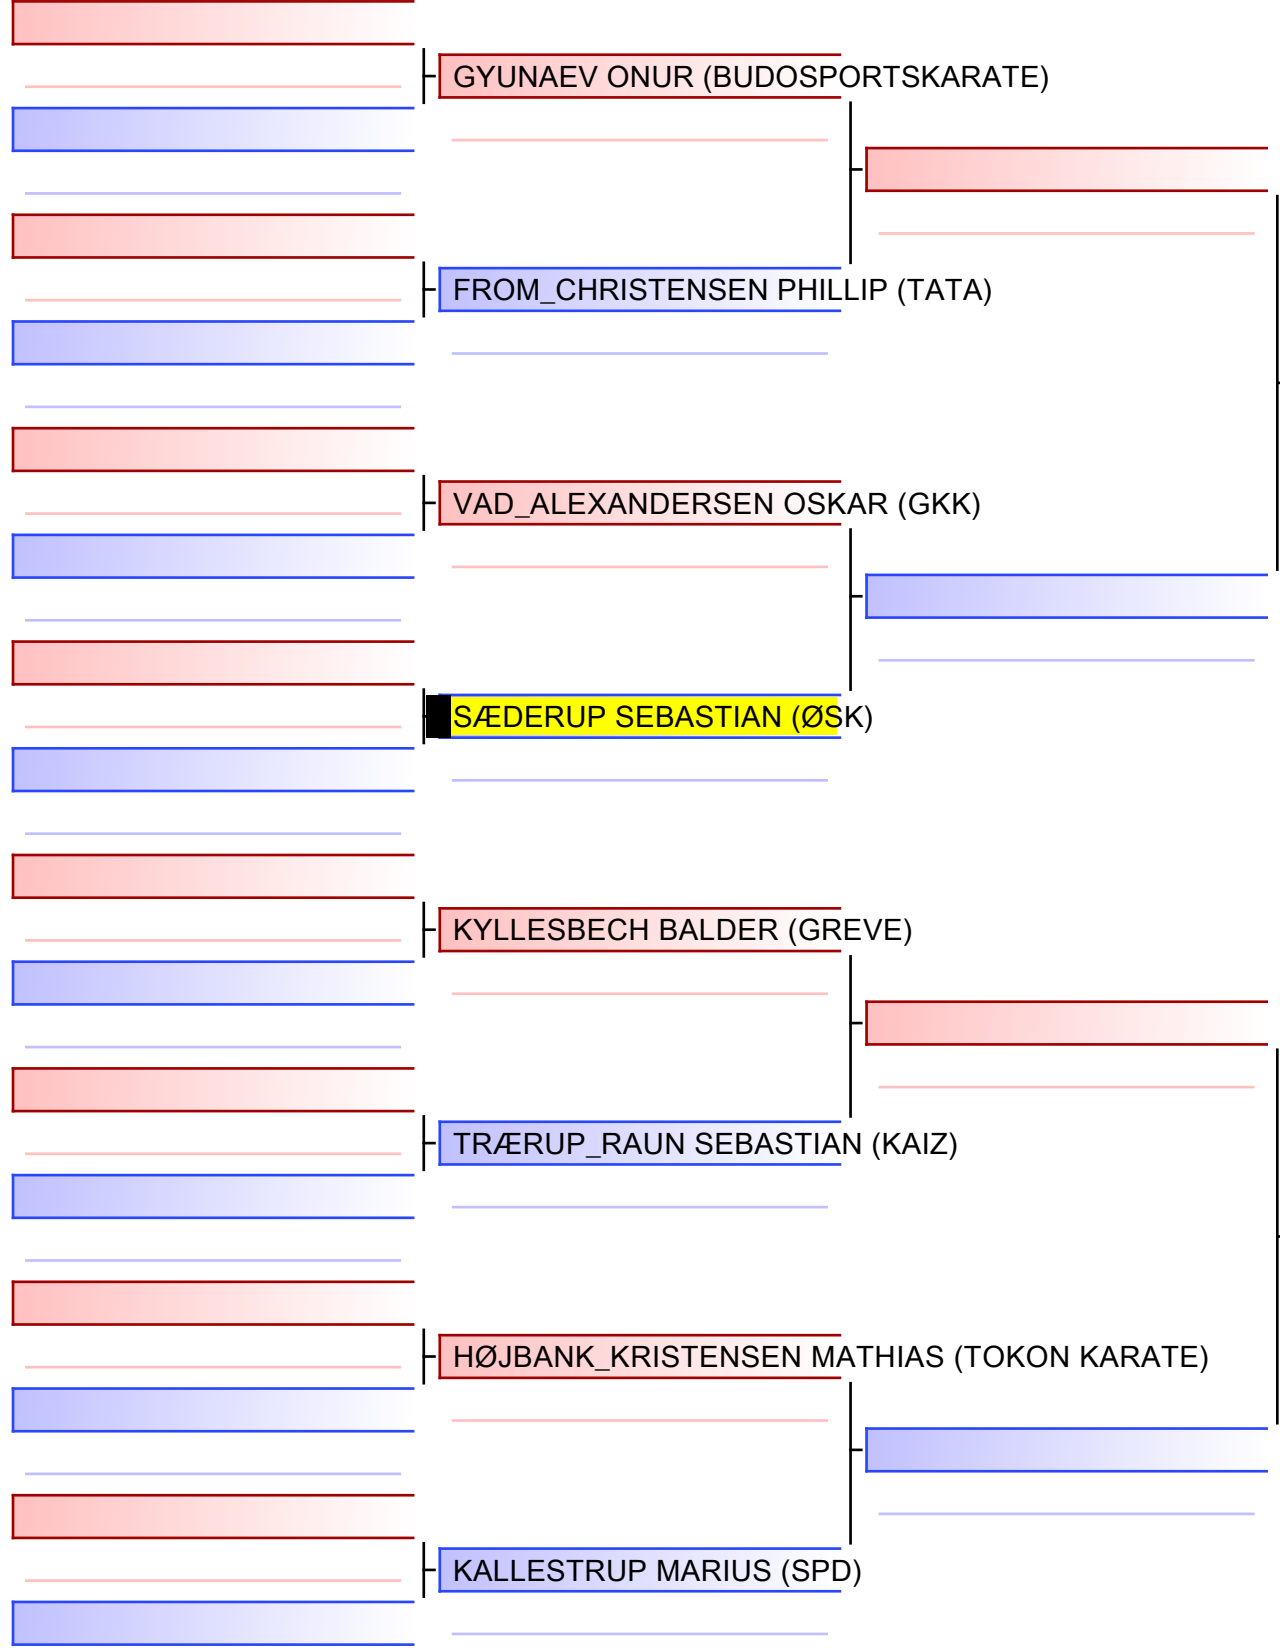 GYUNAEV ONUR (BUDOSPORTSKARATE)
FROM_CHRISTENSEN PHILLIP (TATA)
VAD_ALEXANDERSEN OSKAR (GKK)
SÆDERUP SEBASTIAN (ØSK)
KYLLESBECH BALDER (GREVE)
TRÆRUP_RAUN SEBASTIAN (KAIZ)
HØJBANK_KRISTENSEN MATHIAS (TOKON KARATE)
KALLESTRUP MARIUS (SPD)